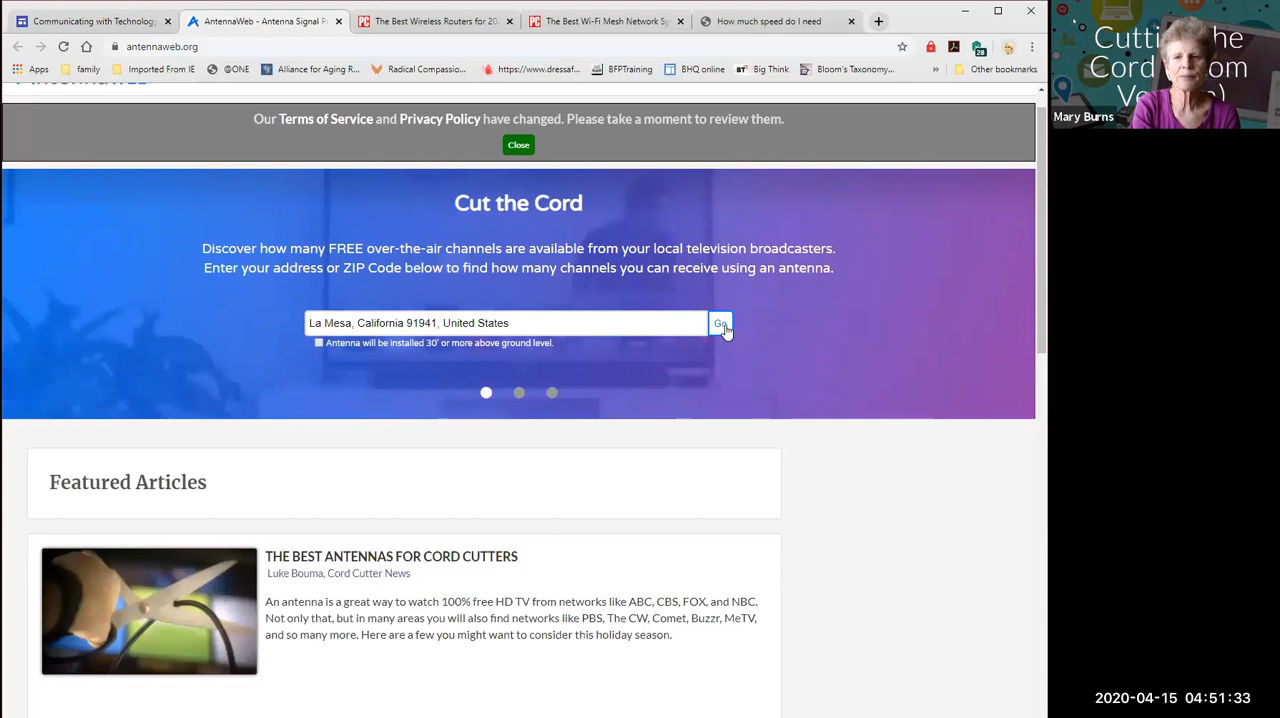 Communicating with Technology
AntennaWeb - Antenna Signal P
The Best Wireless Routers for 202
The Best Wi-Fi Mesh Network Sy
How much speed do I need
antennaweb.org
28
Apps
family
Imported From IE
@ONE
Alliance for Aging R...
Radical Compassio...
https://www.dressaf...
BFPTraining
BHQ online
BT Big Think
Bloom's Taxonomy...
»
Other bookmarks
Our Terms of Service and Privacy Policy have changed. Please take a moment to review them.
Close
Cut the Cord
Discover how many FREE over-the-air channels are available from your local television broadcasters.
Enter your address or ZIP Code below to find how many channels you can receive using an antenna.
La Mesa, California 91941, United States
Go
Antenna will be installed 30' or more above ground level.
Featured Articles
THE BEST ANTENNAS FOR CORD CUTTERS
Luke Bouma, Cord Cutter News
An antenna is a great way to watch 100% free HD TV from networks like ABC, CBS, FOX, and NBC.
Not only that, but in many areas you will also find networks like PBS, The CW, Comet, Buzzr, MeTV,
and so many more. Here are a few you might want to consider this holiday season.
Cord
Mary Burns
2020-04-15 04:51:33